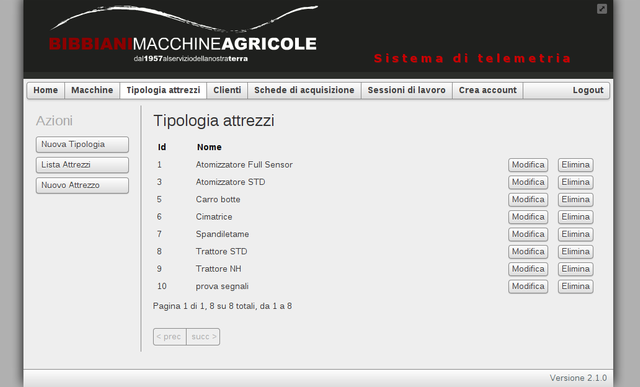 BIBBIANIMACCHINEAGRICOLE
dal1957alserviziodellanostraterra
Sistema di telemetria
Home Macchine Tipologia attrezzi Clienti Schede di acquisizione Sessioni di lavoro Crea account Logout
Azioni
Nuova Tipologia
Lista Attrezzi
Nuovo Attrezzo
Tipologia attrezzi
Id Nome
1 Atomizzatore Full Sensor Modifica Elimina
3 Atomizzatore STD Modifica Elimina
5 Carro botte Modifica Elimina
6 Cimatrice Modifica Elimina
7 Spandiletame Modifica Elimina
8 Trattore STD Modifica Elimina
9 Trattore NH Modifica Elimina
10 prova segnali Modifica Elimina
Pagina 1 di 1, 8 su 8 totali, da 1 a 8
< prec succ >
Versione 2.1.0